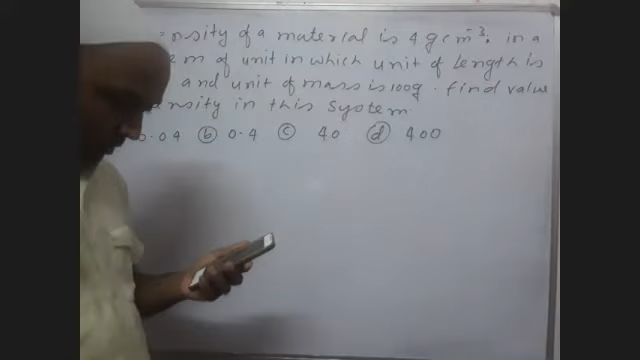 nsity of a material is 4 g cm⁻³. in a
m of unit in which unit of length is
and unit of mass is 100g. find value
nsity in this system.
0.04 ⓑ 0.4 ⓒ 40 ⓓ 400